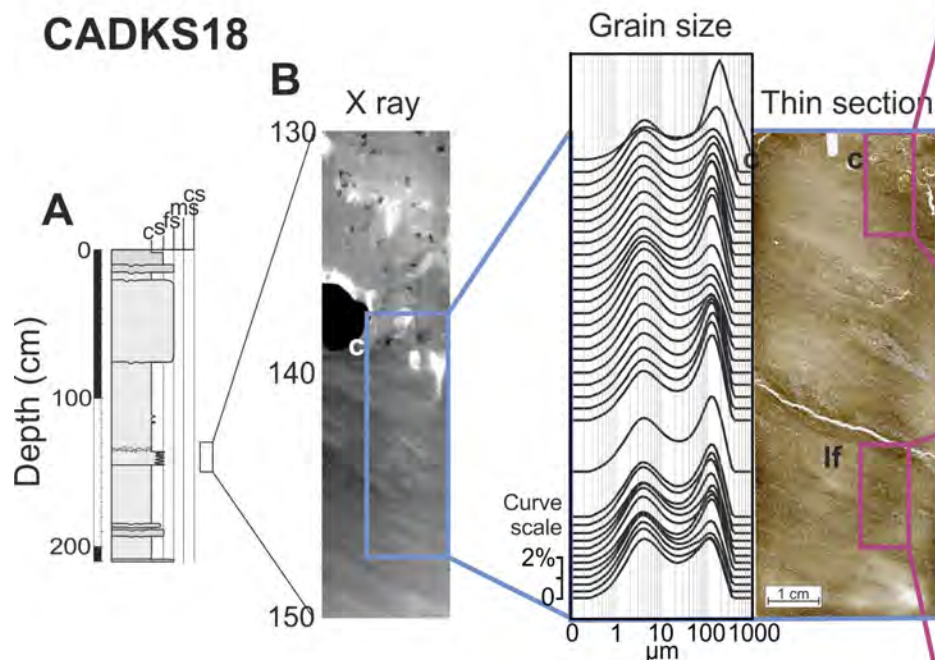 CADKS18
Grain size
B
X ray
Thin section
130
c
c
A
cs
fs
ms
cs
0
c
140
100
lf
Depth (cm)
Curve
scale
2%
0
200
1 cm
150
0 1 10 100 1000
µm